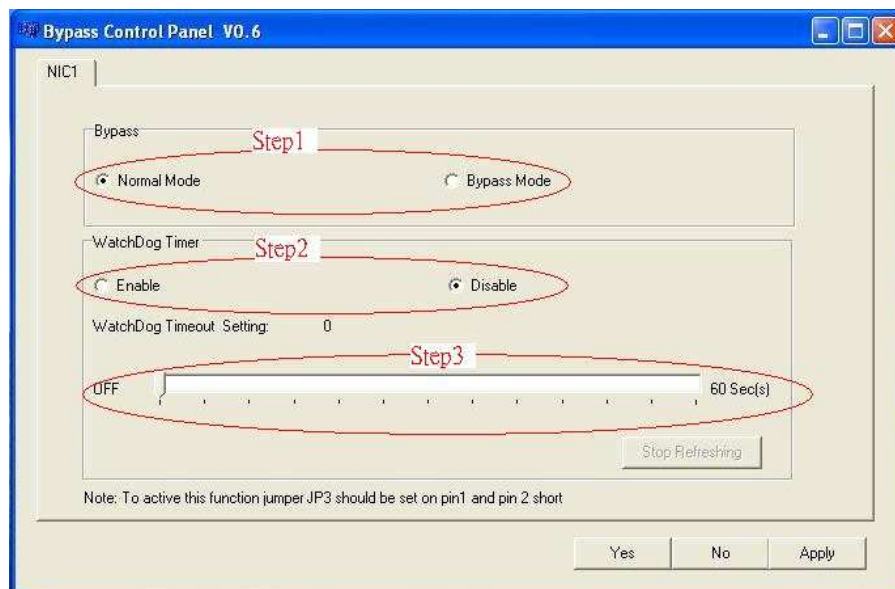 Bypass Control Panel V0.6
NIC1
Bypass
Step1
Normal Mode Bypass Mode
WatchDog Timer
Step2
Enable Disable
WatchDog Timeout Setting: 0
Step3
OFF 60 Sec(s)
Stop Refreshing
Note: To active this function jumper JP3 should be set on pin1 and pin 2 short
Yes No Apply